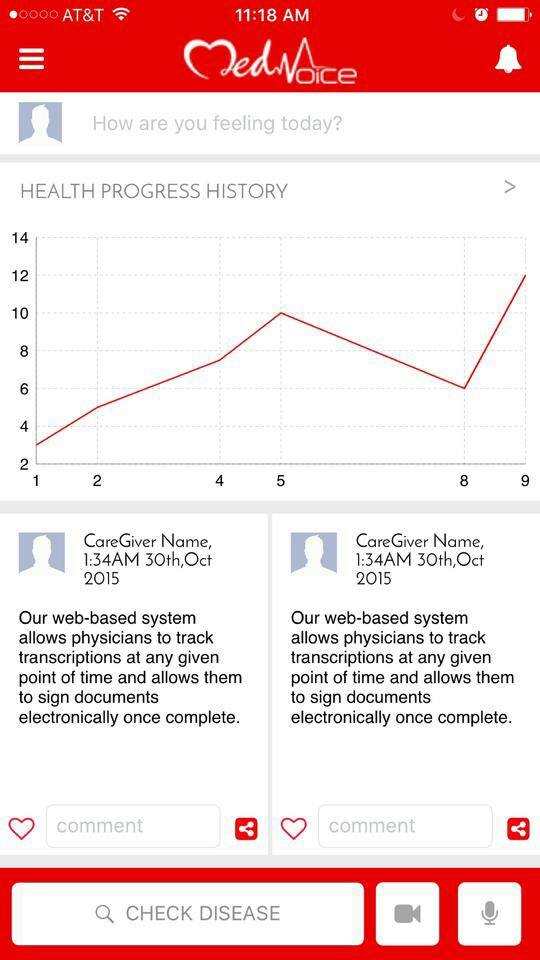 AT&T 11:18 AM
MedVoice
How are you feeling today?
HEALTH PROGRESS HISTORY >
14
12
10
8
6
4
2
1 2 4 5 8 9
CareGiver Name,
1:34AM 30th,Oct
2015
Our web-based system
allows physicians to track
transcriptions at any given
point of time and allows them
to sign documents
electronically once complete.
comment
CareGiver Name,
1:34AM 30th,Oct
2015
Our web-based system
allows physicians to track
transcriptions at any given
point of time and allows them
to sign documents
electronically once complete.
comment
CHECK DISEASE